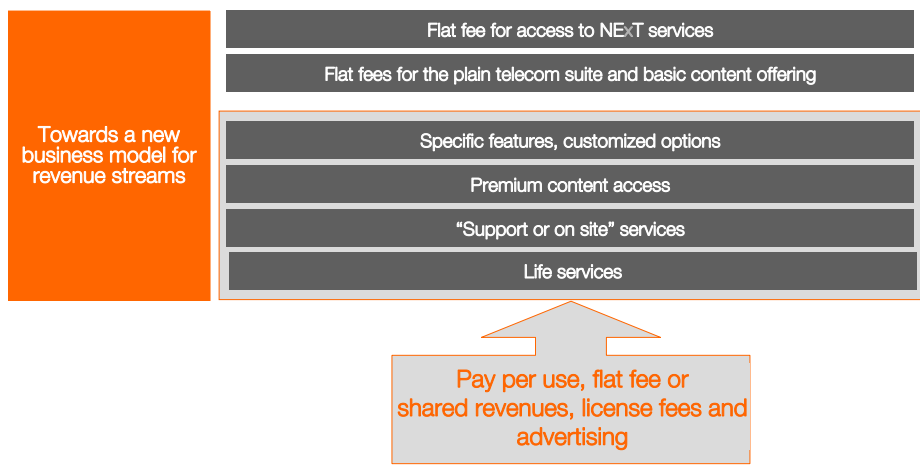 Flat fee for access to NExT services
Flat fees for the plain telecom suite and basic content offering
Towards a new
business model for
revenue streams
Specific features, customized options
Premium content access
“Support or on site” services
Life services
Pay per use, flat fee or
shared revenues, license fees and
advertising